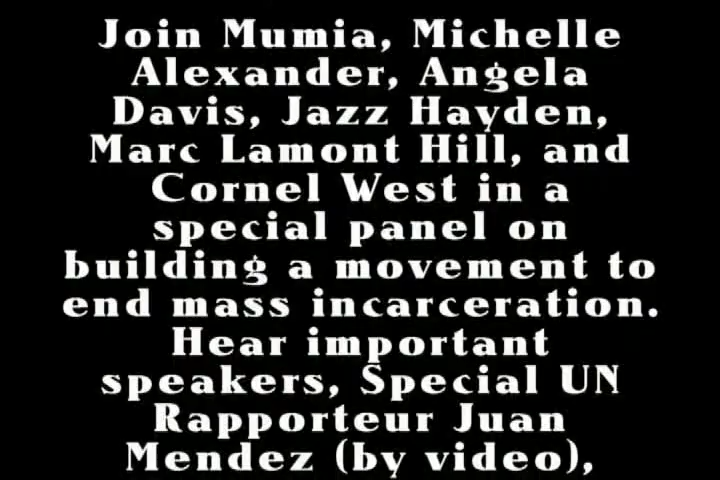 Join Mumia, Michelle
Alexander, Angela
Davis, Jazz Hayden,
Marc Lamont Hill, and
Cornel West in a
special panel on
building a movement to
end mass incarceration.
Hear important
speakers, Special UN
Rapporteur Juan
Mendez (by video),